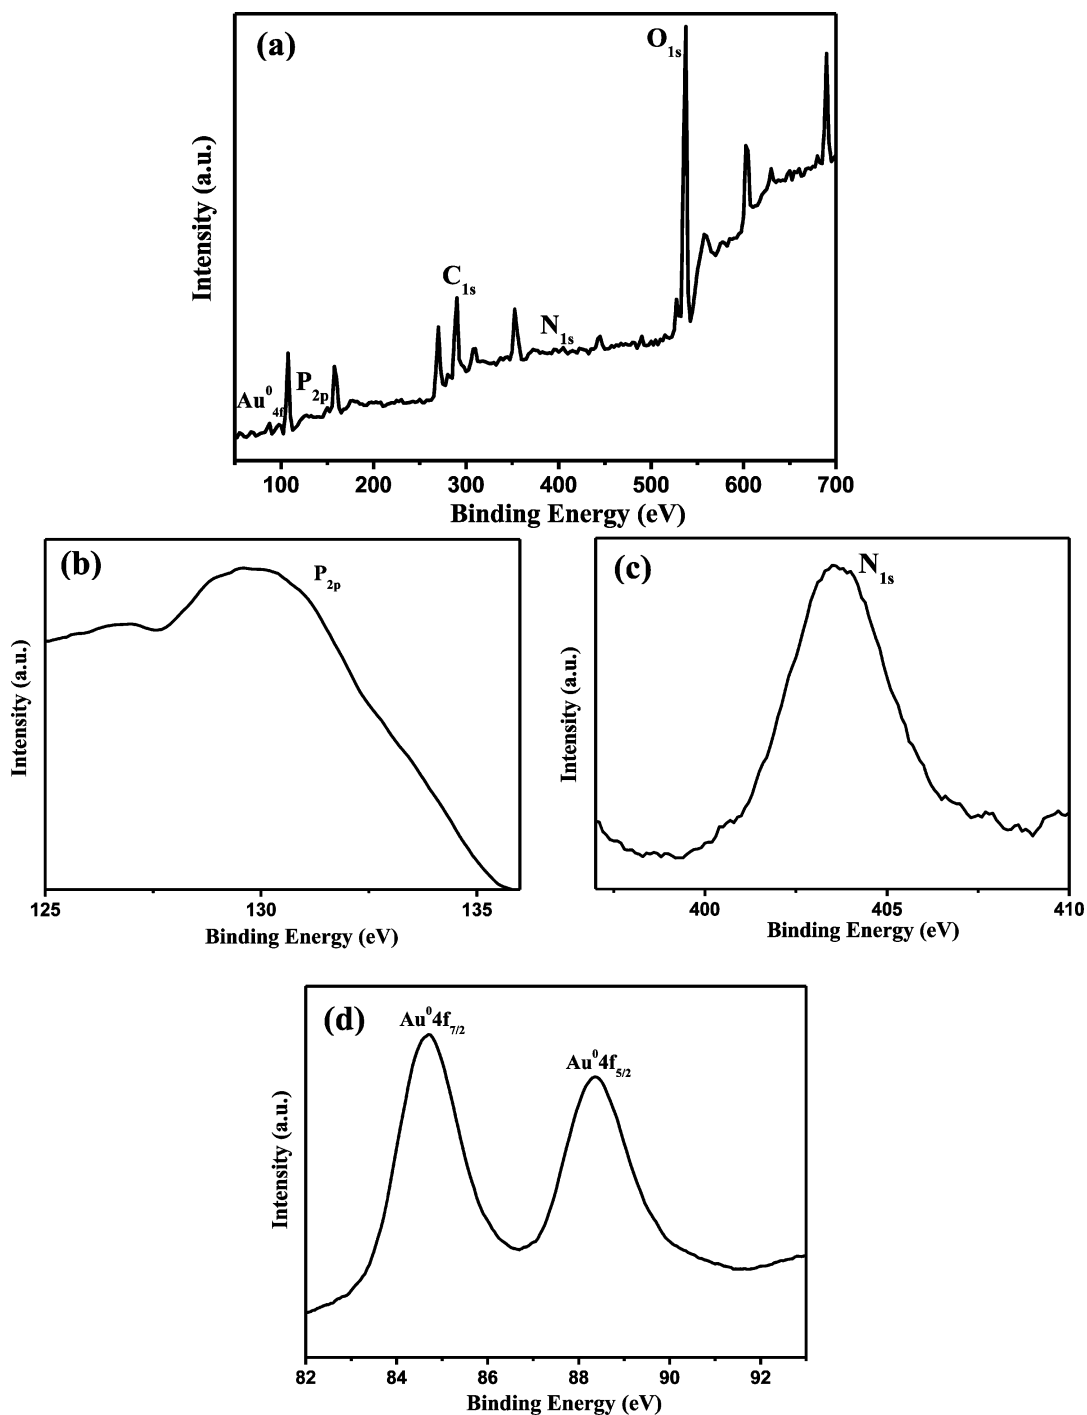 (a)
O1s
C1s
N1s
Au0 4f
P2p
Intensity (a.u.)
100 200 300 400 500 600 700
Binding Energy (eV)
(b)
P2p
Intensity (a.u.)
125 130 135
Binding Energy (eV)
(c)
N1s
Intensity (a.u.)
400 405 410
Binding Energy (eV)
(d)
Au04f7/2
Au04f5/2
Intensity (a.u.)
82 84 86 88 90 92
Binding Energy (eV)